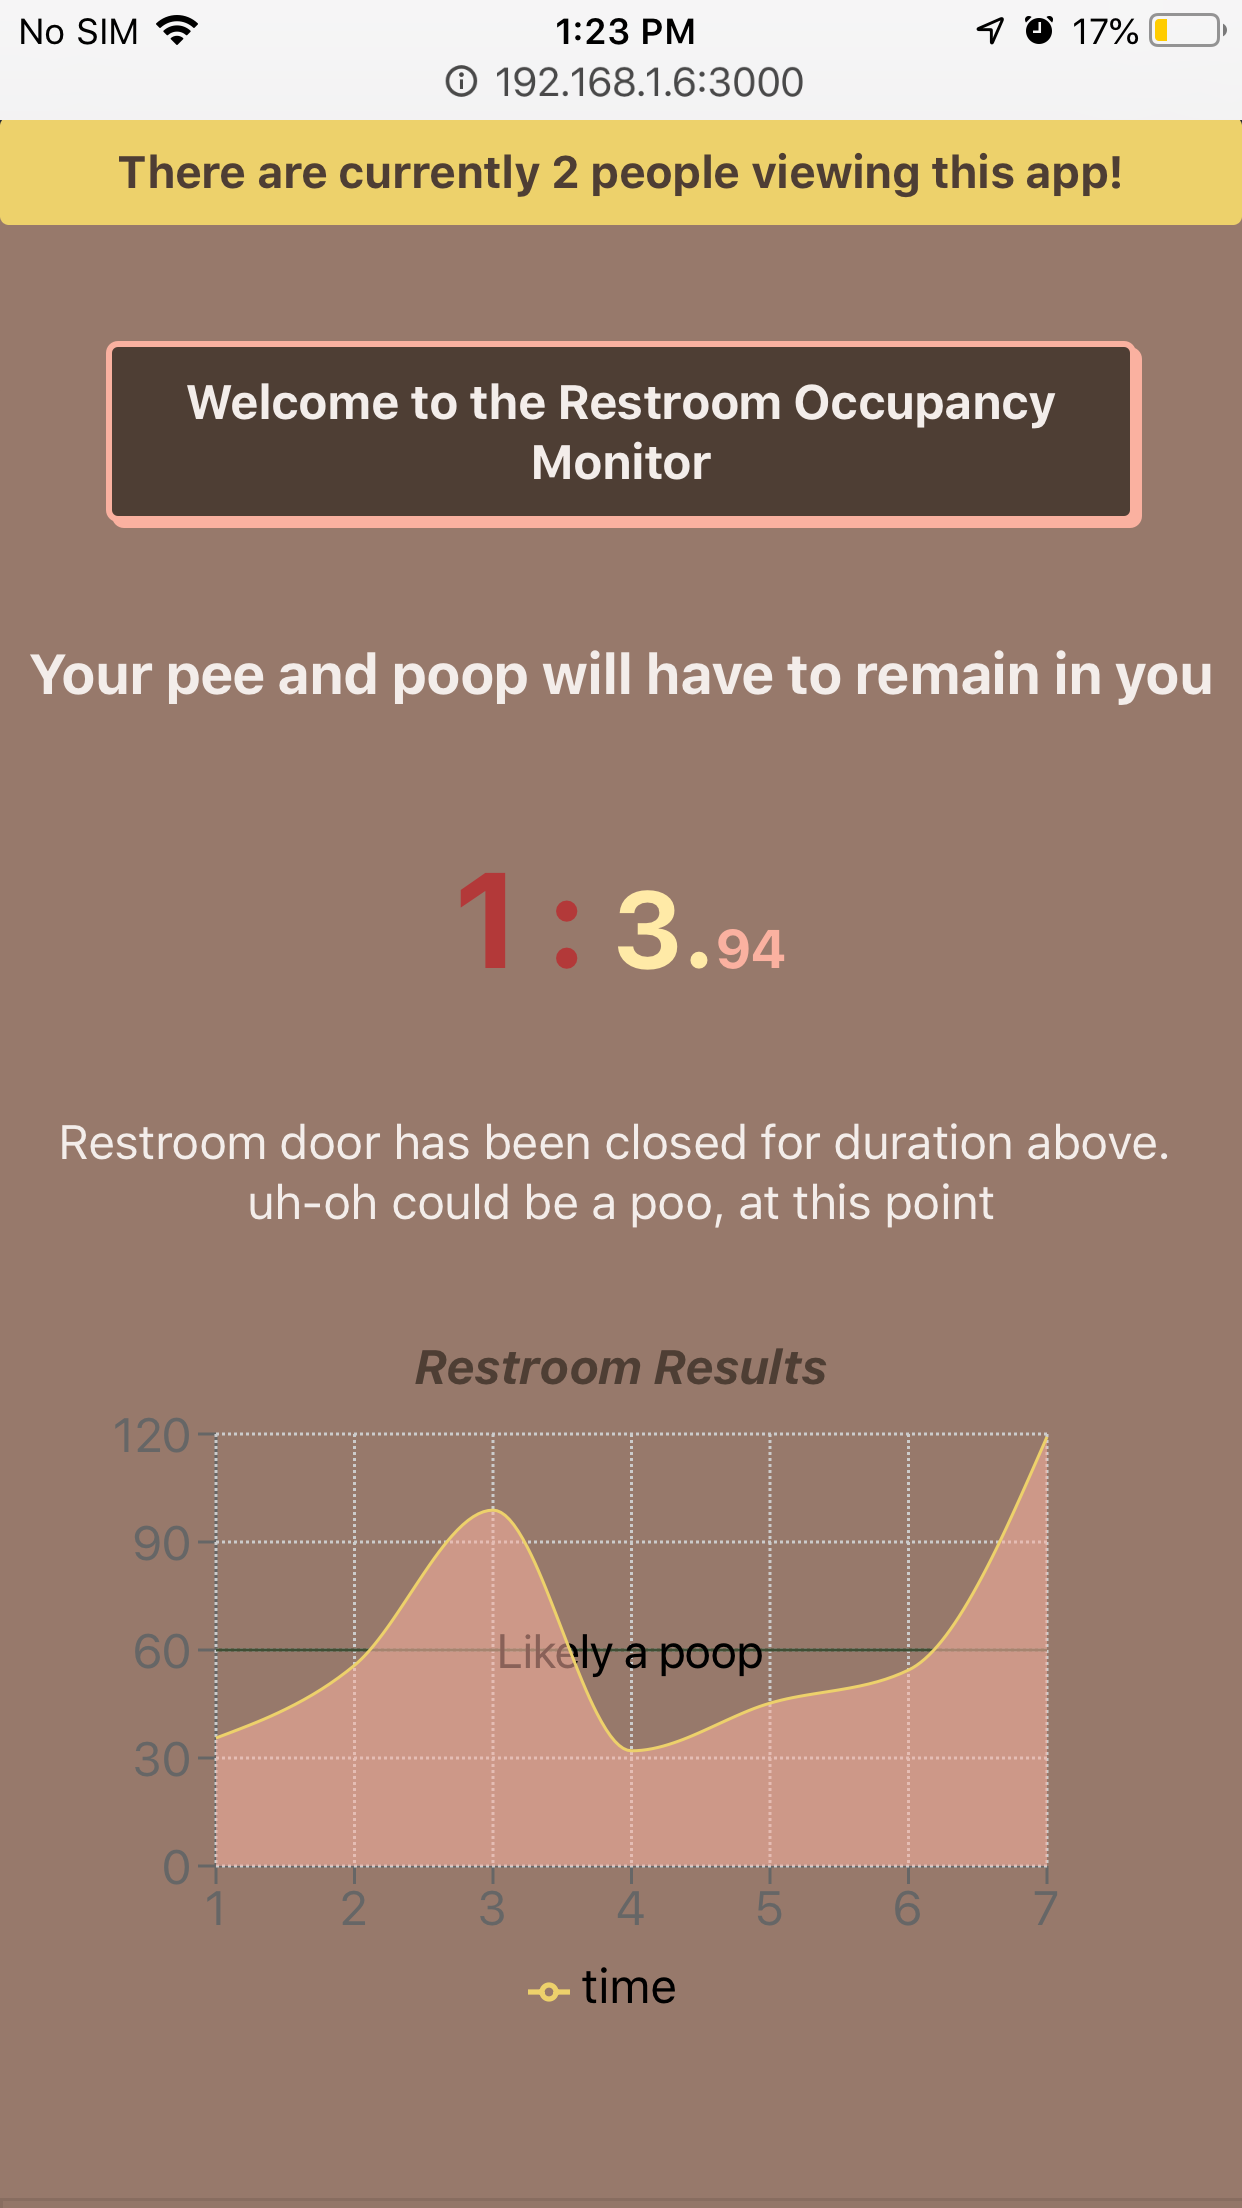 No SIM 1:23 PM 17%
192.168.1.6:3000
There are currently 2 people viewing this app!
Welcome to the Restroom Occupancy
Monitor
Your pee and poop will have to remain in you
1 : 3.94
Restroom door has been closed for duration above.
uh-oh could be a poo, at this point
Restroom Results
120
90
60
Likely a poop
30
0
1 2 3 4 5 6 7
time